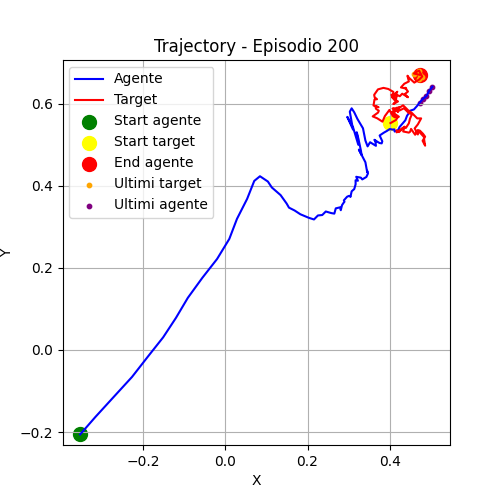 Trajectory - Episodio 200
Agente
Target
Start agente
Start target
End agente
Ultimi target
Ultimi agente
0.6
0.4
0.2
0.0
−0.2
Y
−0.2
0.0
0.2
0.4
X